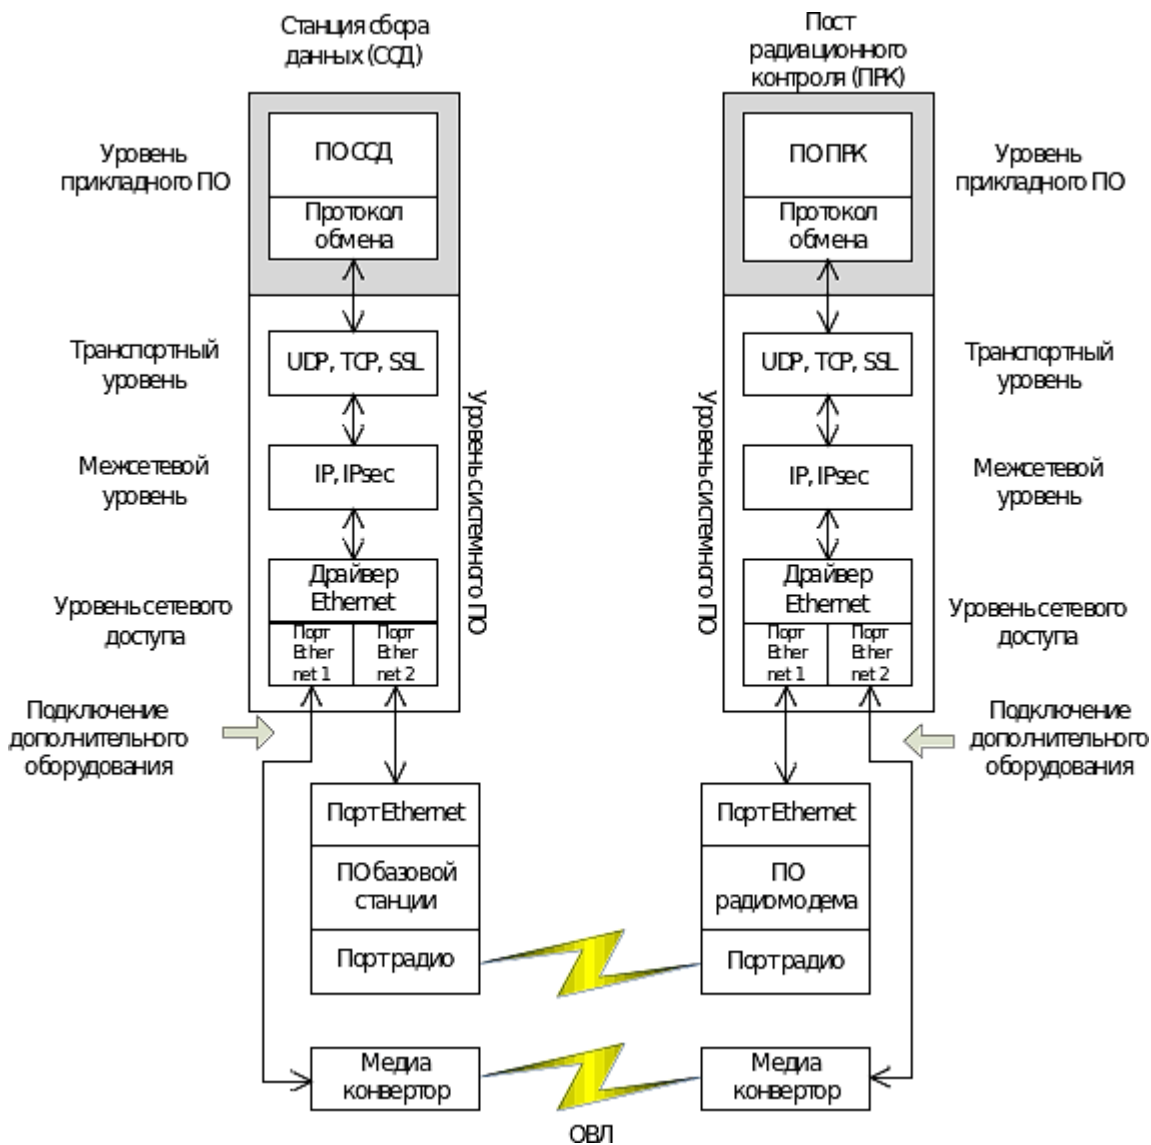 Станция сбора
данных (ССД)
Пост
радиационного
контроля (ПРК)
Уровень
прикладного ПО
ПО ССД
Протокол
обмена
ПО ПРК
Протокол
обмена
Уровень
прикладного ПО
Транспортный
уровень
UDP, TCP, SSL
UDP, TCP, SSL
Транспортный
уровень
Межсетевой
уровень
IP, IPsec
IP, IPsec
Межсетевой
уровень
Уровень системного ПО
Уровень системного ПО
Уровень сетевого
доступа
Драйвер
Ethernet
Порт
Ether
net 1
Порт
Ether
net 2
Драйвер
Ethernet
Порт
Ether
net 1
Порт
Ether
net 2
Уровень сетевого
доступа
Подключение
дополнительного
оборудования
Подключение
дополнительного
оборудования
Порт Ethernet
ПО базовой
станции
Порт радио
Порт Ethernet
ПО
радиомодема
Порт радио
Медиа
конвертор
Медиа
конвертор
ОВЛ